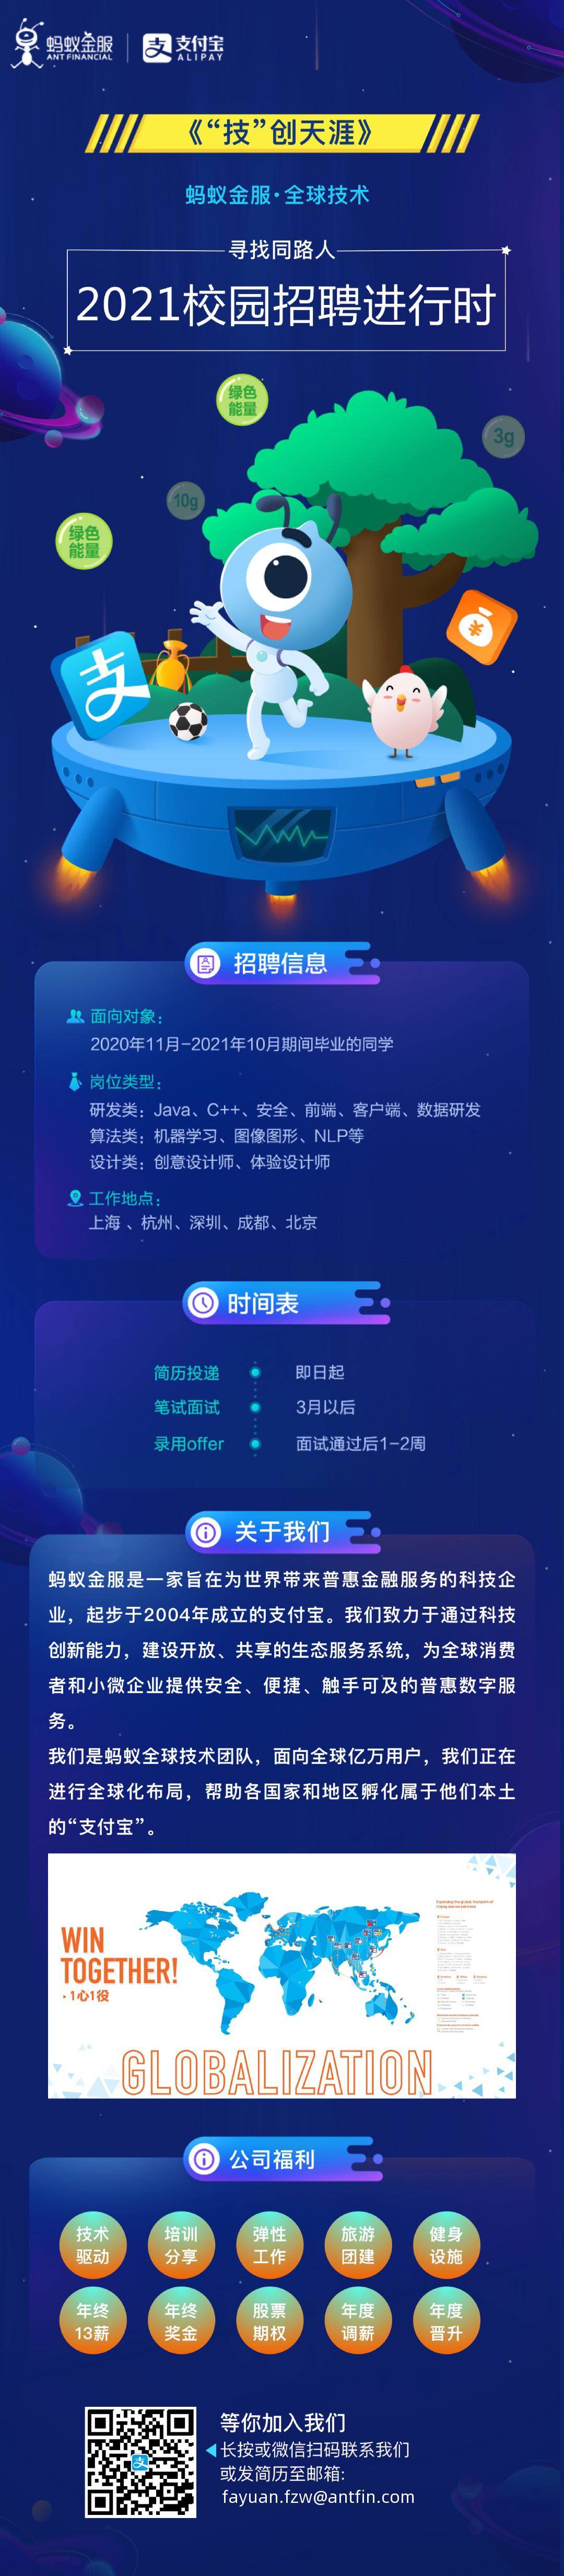 蚂蚁金服
ANT FINANCIAL
支 支付宝
ALIPAY
《“技”创天涯》
蚂蚁金服·全球技术
寻找同路人
2021校园招聘进行时
绿色
能量
3g
10g
绿色
能量
支
¥
招聘信息
面向对象：
2020年11月-2021年10月期间毕业的同学
岗位类型：
研发类：Java、C++、安全、前端、客户端、数据研发
算法类：机器学习、图像图形、NLP等
设计类：创意设计师、体验设计师
工作地点：
上海 、杭州、深圳、成都、北京
时间表
简历投递 即日起
笔试面试 3月以后
录用offer 面试通过后1-2周
关于我们
蚂蚁金服是一家旨在为世界带来普惠金融服务的科技企
业，起步于2004年成立的支付宝。我们致力于通过科技
创新能力，建设开放、共享的生态服务系统，为全球消费
者和小微企业提供安全、便捷、触手可及的普惠数字服
务。
我们是蚂蚁全球技术团队，面向全球亿万用户，我们正在
进行全球化布局，帮助各国家和地区孵化属于他们本土
的“支付宝”。
WIN
TOGETHER!
·1心1役
GLOBALIZATION
公司福利
技术 培训 弹性 旅游 健身
驱动 分享 工作 团建 设施
年终 年终 股票 年度 年度
13薪 奖金 期权 调薪 晋升
等你加入我们
长按或微信扫码联系我们
或发简历至邮箱:
fayuan.fzw@antfin.com